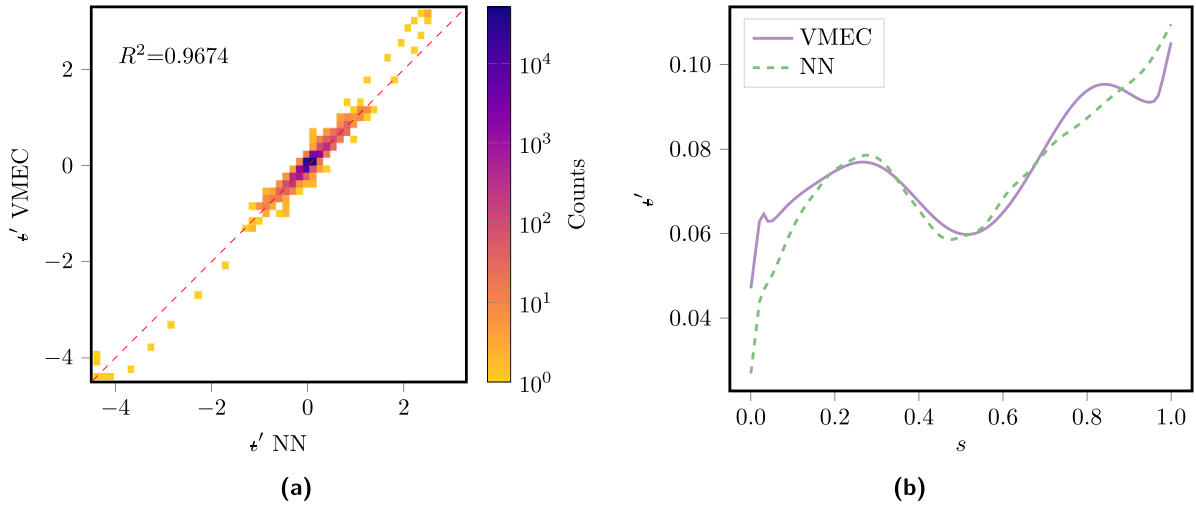 R²=0.9674
2
0
−2
−4
−4
−2
0
2
ƭ′ VMEC
ƭ′ NN
10⁴
10³
10²
10¹
10⁰
Counts
(a)
VMEC
NN
0.10
0.08
0.06
0.04
0.0
0.2
0.4
0.6
0.8
1.0
ƭ′
s
(b)